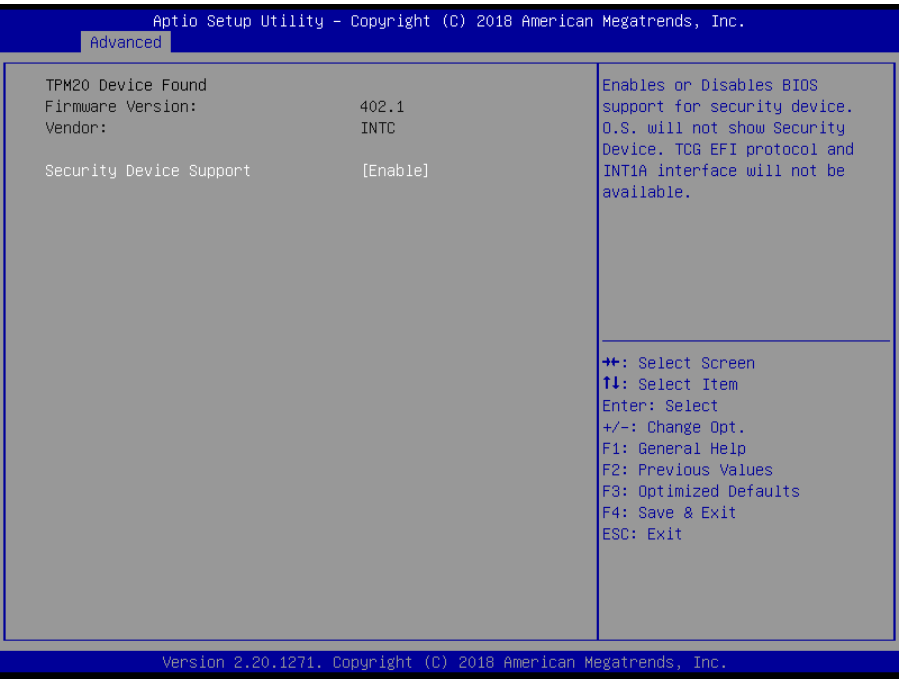 Aptio Setup Utility – Copyright (C) 2018 American Megatrends, Inc.
Advanced
TPM20 Device Found
Firmware Version: 402.1
Vendor: INTC
Security Device Support [Enable]
Enables or Disables BIOS
support for security device.
O.S. will not show Security
Device. TCG EFI protocol and
INT1A interface will not be
available.
→←: Select Screen
↑↓: Select Item
Enter: Select
+/-: Change Opt.
F1: General Help
F2: Previous Values
F3: Optimized Defaults
F4: Save & Exit
ESC: Exit
Version 2.20.1271. Copyright (C) 2018 American Megatrends, Inc.